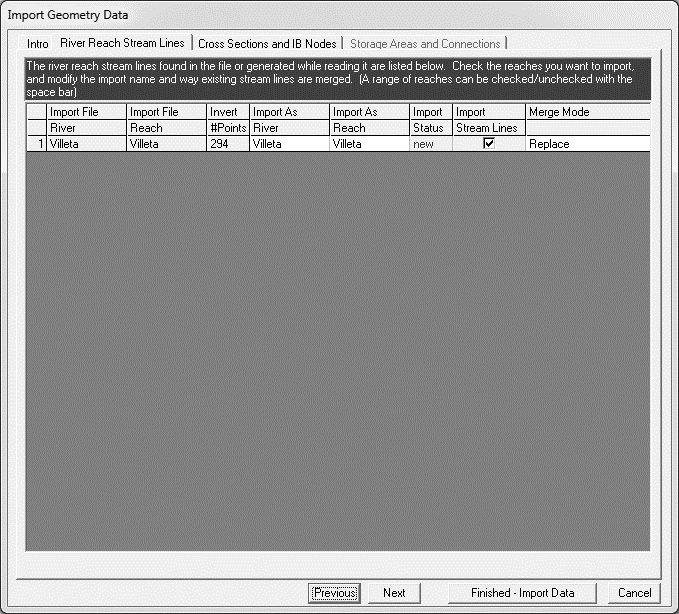 Import Geometry Data
Intro River Reach Stream Lines Cross Sections and IB Nodes Storage Areas and Connections
The river reach stream lines found in the file or generated while reading it are listed below. Check the reaches you want to import,
and modify the import name and way existing stream lines are merged. (A range of reaches can be checked/unchecked with the
space bar)
Import File Import File Invert Import As Import As Import Import Merge Mode
River Reach #Points River Reach Status Stream Lines
1 Villeta Villeta 294 Villeta Villeta new Replace
Previous Next Finished - Import Data Cancel